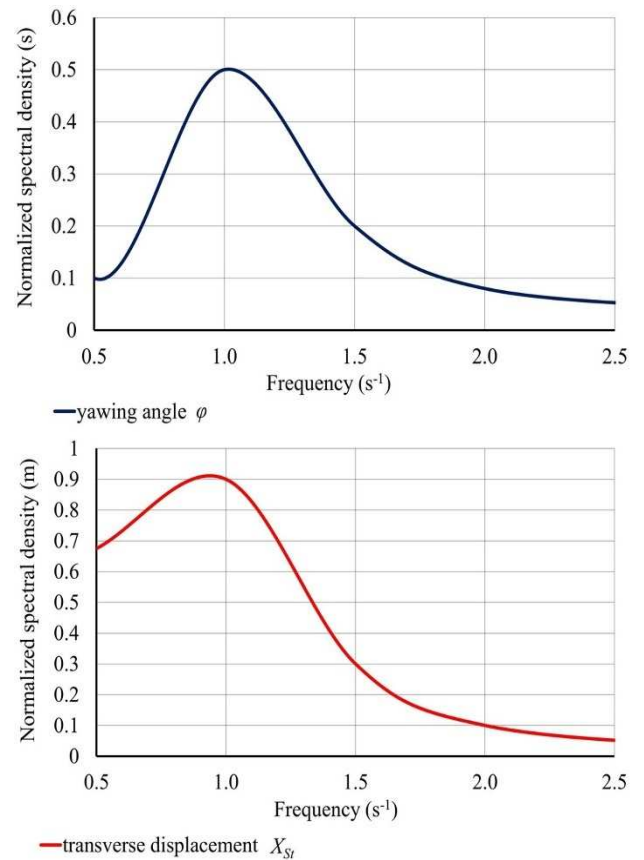 Normalized spectral density (s)
0.6
0.5
0.4
0.3
0.2
0.1
0
0.5 1.0 1.5 2.0 2.5
Frequency (s⁻¹)
yawing angle φ
Normalized spectral density (m)
1
0.9
0.8
0.7
0.6
0.5
0.4
0.3
0.2
0.1
0
0.5 1.0 1.5 2.0 2.5
Frequency (s⁻¹)
transverse displacement X_St